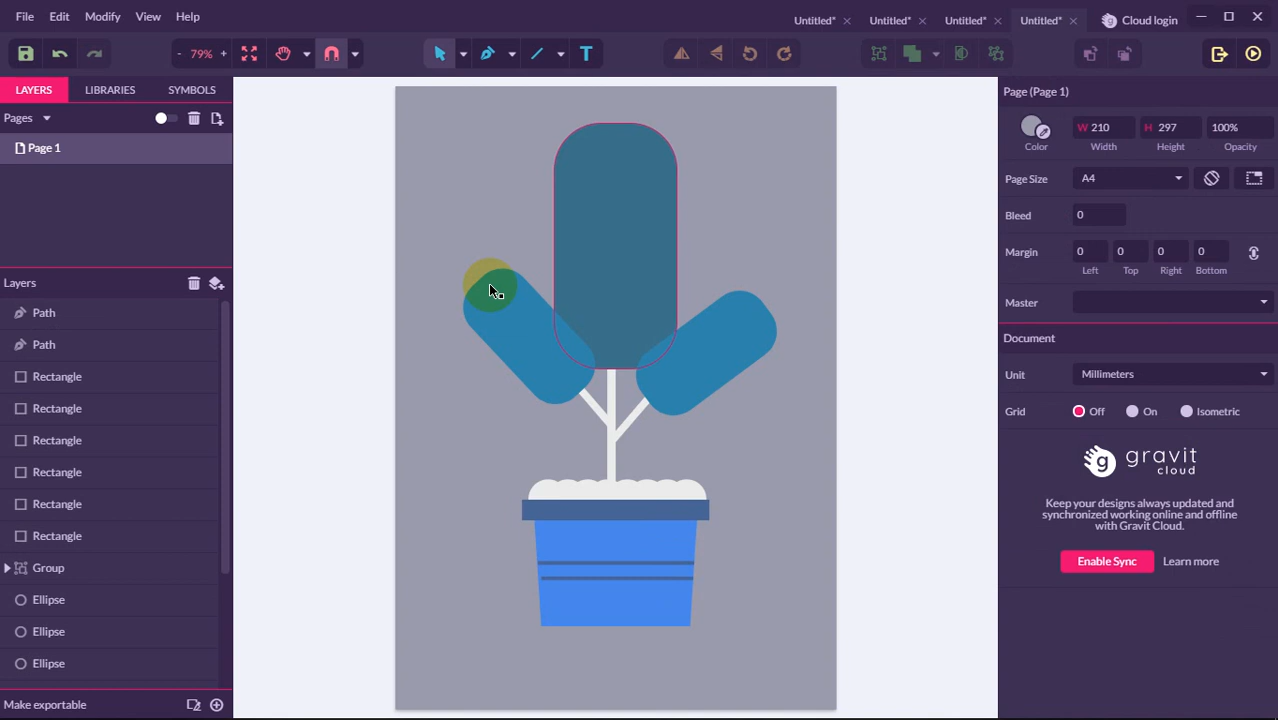 File Edit Modify View Help
Untitled* Untitled* Untitled* Untitled* Cloud login
- 79% + T
LAYERS LIBRARIES SYMBOLS
Pages
Page 1
Layers
Path
Path
Rectangle
Rectangle
Rectangle
Rectangle
Rectangle
Rectangle
Group
Ellipse
Ellipse
Ellipse
Make exportable
Page (Page 1)
W 210 H 297 100%
Color Width Height Opacity
Page Size A4
Bleed 0
Margin 0 0 0 0
Left Top Right Bottom
Master
Document
Unit Millimeters
Grid Off On Isometric
gravit
cloud
Keep your designs always updated and
synchronized working online and offline
with Gravit Cloud.
Enable Sync Learn more